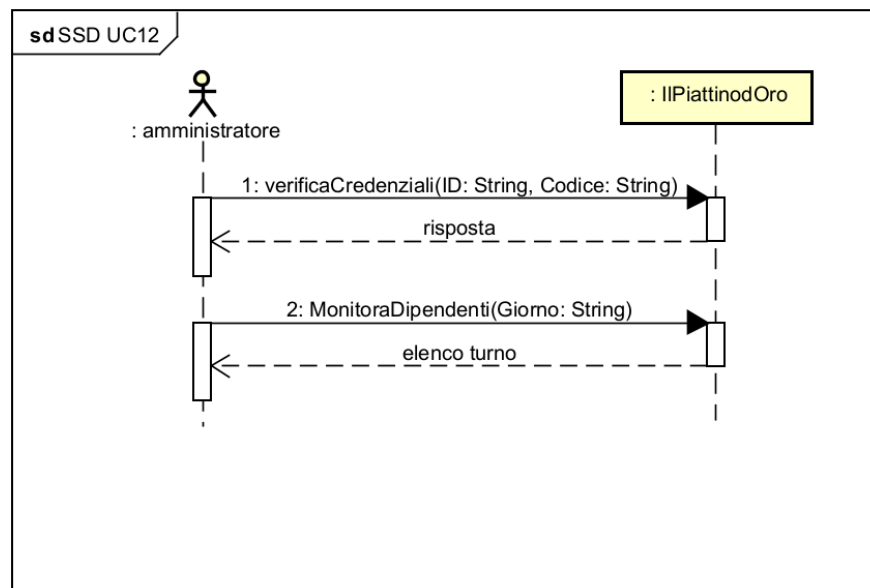 sd SSD UC12
: amministratore
: IlPiattinodOro
1: verificaCredenziali(ID: String, Codice: String)
risposta
2: MonitoraDipendenti(Giorno: String)
elenco turno